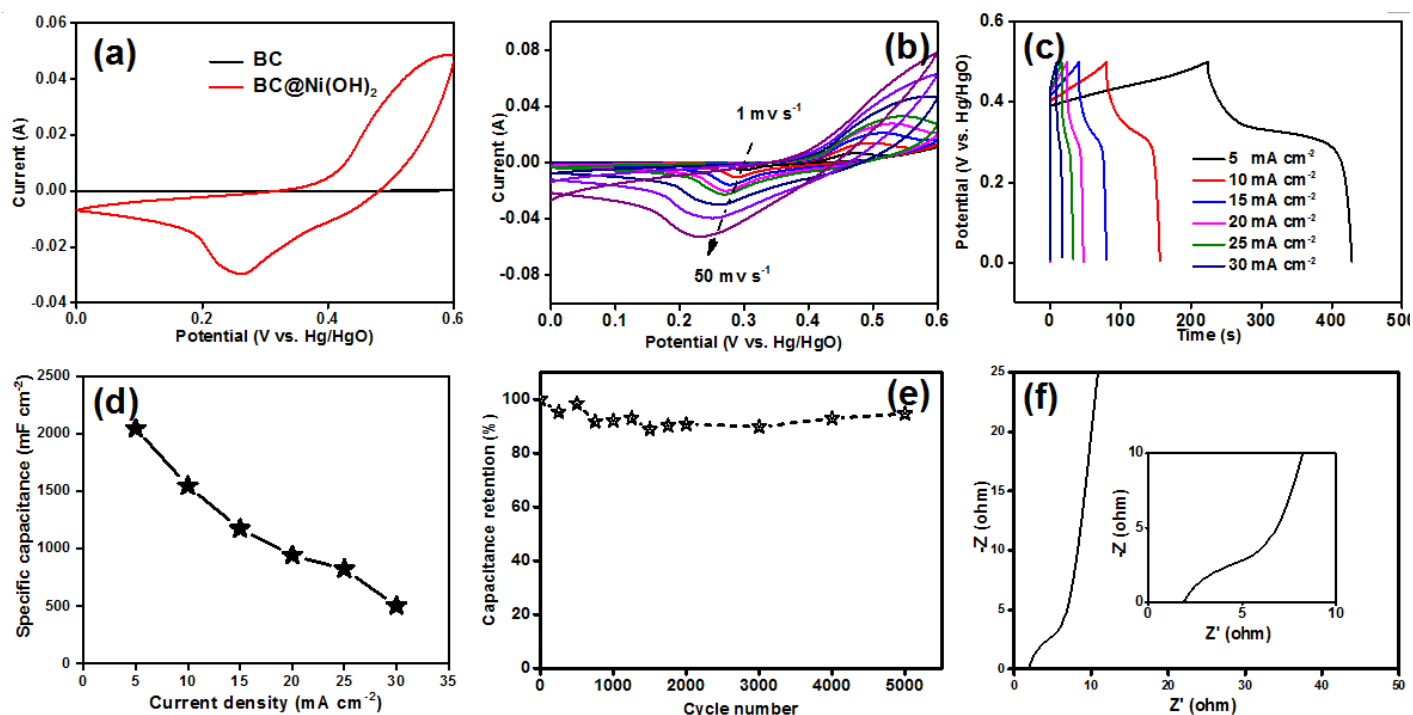 (a)
BC
BC@Ni(OH)₂
Current (A)
0.06
0.04
0.02
0.00
-0.02
-0.04
0.0 0.2 0.4 0.6
Potential (V vs. Hg/HgO)
(b)
1 mv s⁻¹
50 mv s⁻¹
Current (A)
0.08
0.04
0.00
-0.04
-0.08
0.0 0.1 0.2 0.3 0.4 0.5 0.6
Potential (V vs. Hg/HgO)
(c)
5 mA cm⁻²
10 mA cm⁻²
15 mA cm⁻²
20 mA cm⁻²
25 mA cm⁻²
30 mA cm⁻²
Potential (V vs. Hg/HgO)
0.6
0.4
0.2
0.0
0 100 200 300 400 500
Time (s)
(d)
Specific capacitance (mF cm⁻²)
2500
2000
1500
1000
500
0
0 5 10 15 20 25 30 35
Current density (mA cm⁻²)
(e)
Capacitance retention (%)
100
80
60
40
20
0
0 1000 2000 3000 4000 5000
Cycle number
(f)
-Z (ohm)
25
20
15
10
5
0
0 10 20 30 40 50
Z' (ohm)
-Z (ohm)
10
5
0
0 5 10
Z' (ohm)